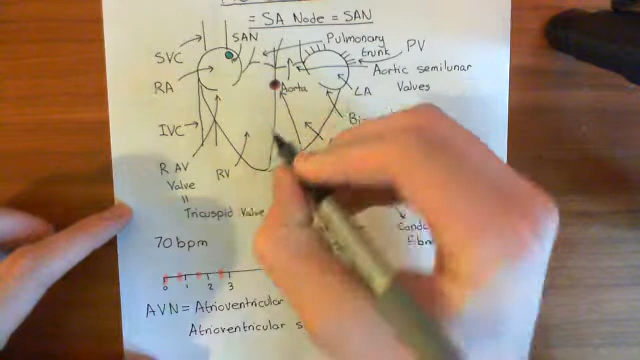 = SA Node = SAN
SAN
Pulmonary
trunk
PV
SVC
Aortic semilunar
Valves
RA
Aorta
LA
IVC
R AV
Valve
RV
=
Tricuspid Valve
70 bpm
0 1 2 3
AVN = Atrioventricular
Atrioventricular